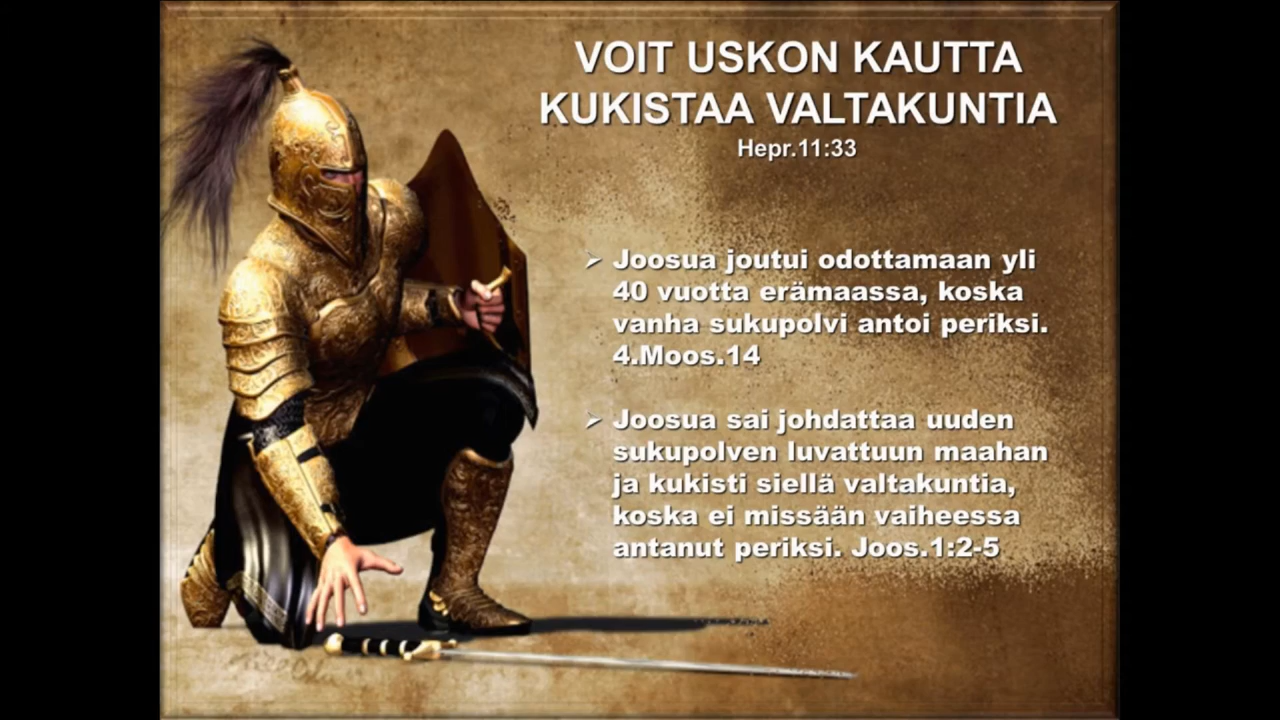 VOIT USKON KAUTTA
KUKISTAA VALTAKUNTIA
Hepr.11:33
➢ Joosua joutui odottamaan yli
40 vuotta erämaassa, koska
vanha sukupolvi antoi periksi.
4.Moos.14
➢ Joosua sai johdattaa uuden
sukupolven luvattuun maahan
ja kukisti siellä valtakuntia,
koska ei missään vaiheessa
antanut periksi. Joos.1:2-5